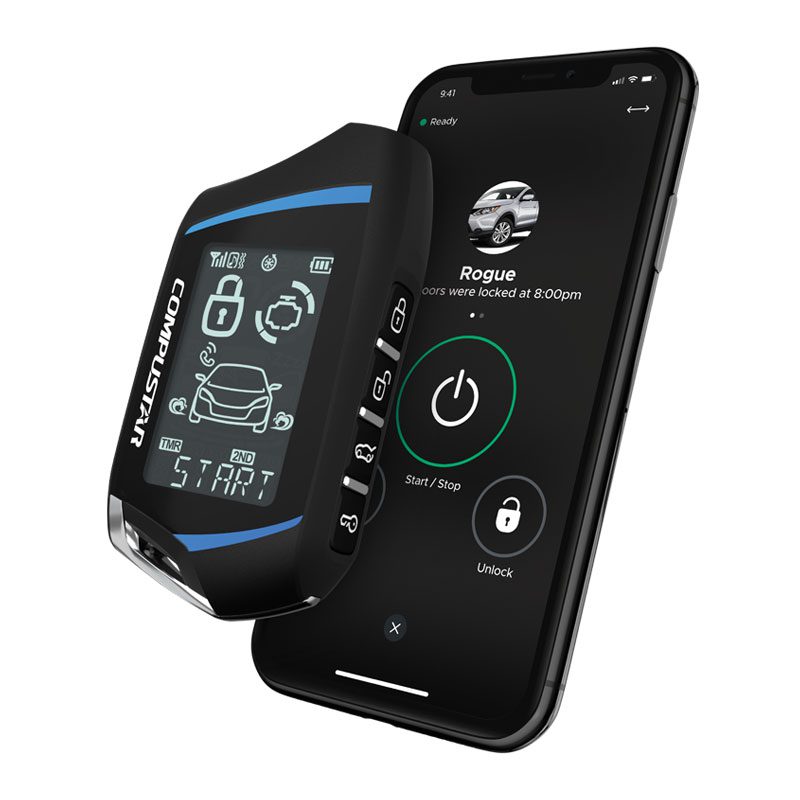 COMPUSTAR
TMR
2ND
START
9:41
Ready
Rogue
oors were locked at 8:00pm
Start / Stop
Unlock